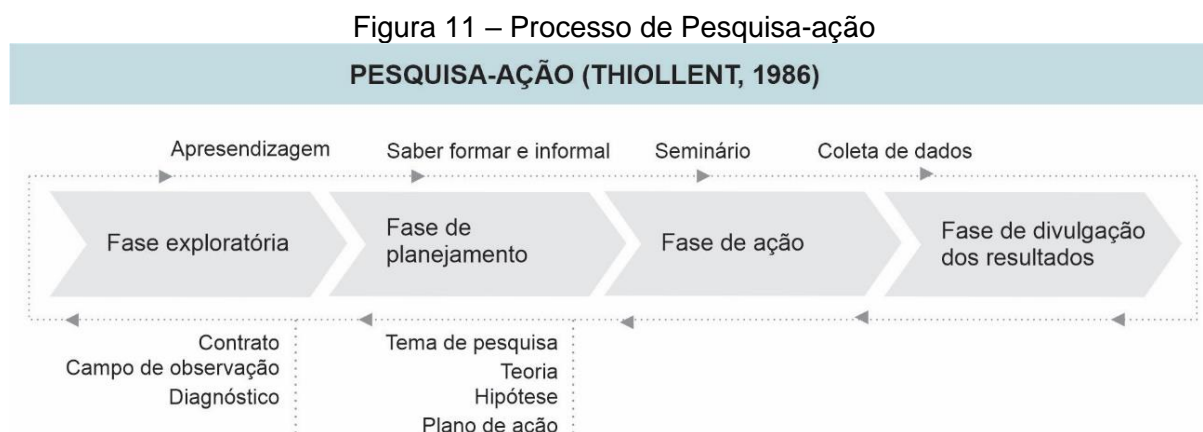 Figura 11 – Processo de Pesquisa-ação
PESQUISA-AÇÃO (THIOLLENT, 1986)
Apresendizagem
Saber formar e informal
Seminário
Coleta de dados
Fase exploratória
Fase de
planejamento
Fase de ação
Fase de divulgação
dos resultados
Contrato
Campo de observação
Diagnóstico
Tema de pesquisa
Teoria
Hipótese
Plano de ação